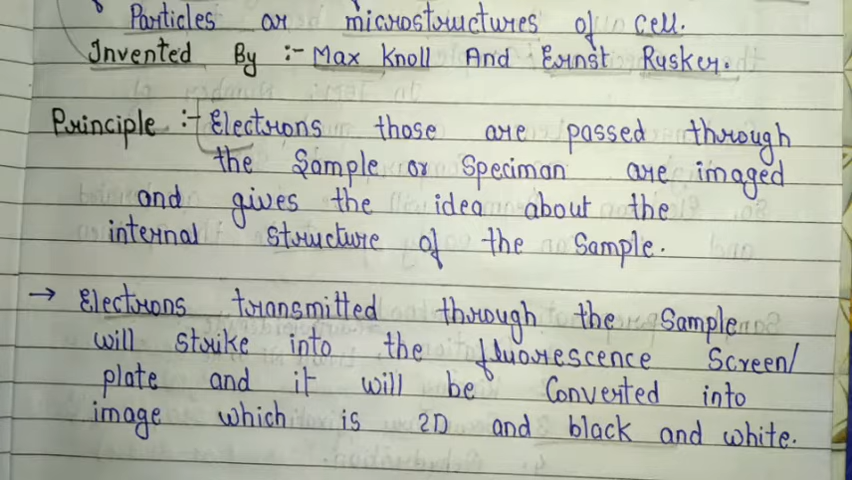 Particles or microstructures of cell.
Invented By :- Max Knoll And Ernst Rusker.
Principle :- Electrons those are passed through
the Sample or Speciman are imaged
and gives the idea about the
internal structure of the Sample.
→ Electrons transmitted through the Sample
will strike into the fluorescence Screen/
plate and it will be Converted into
image which is 2D and black and white.